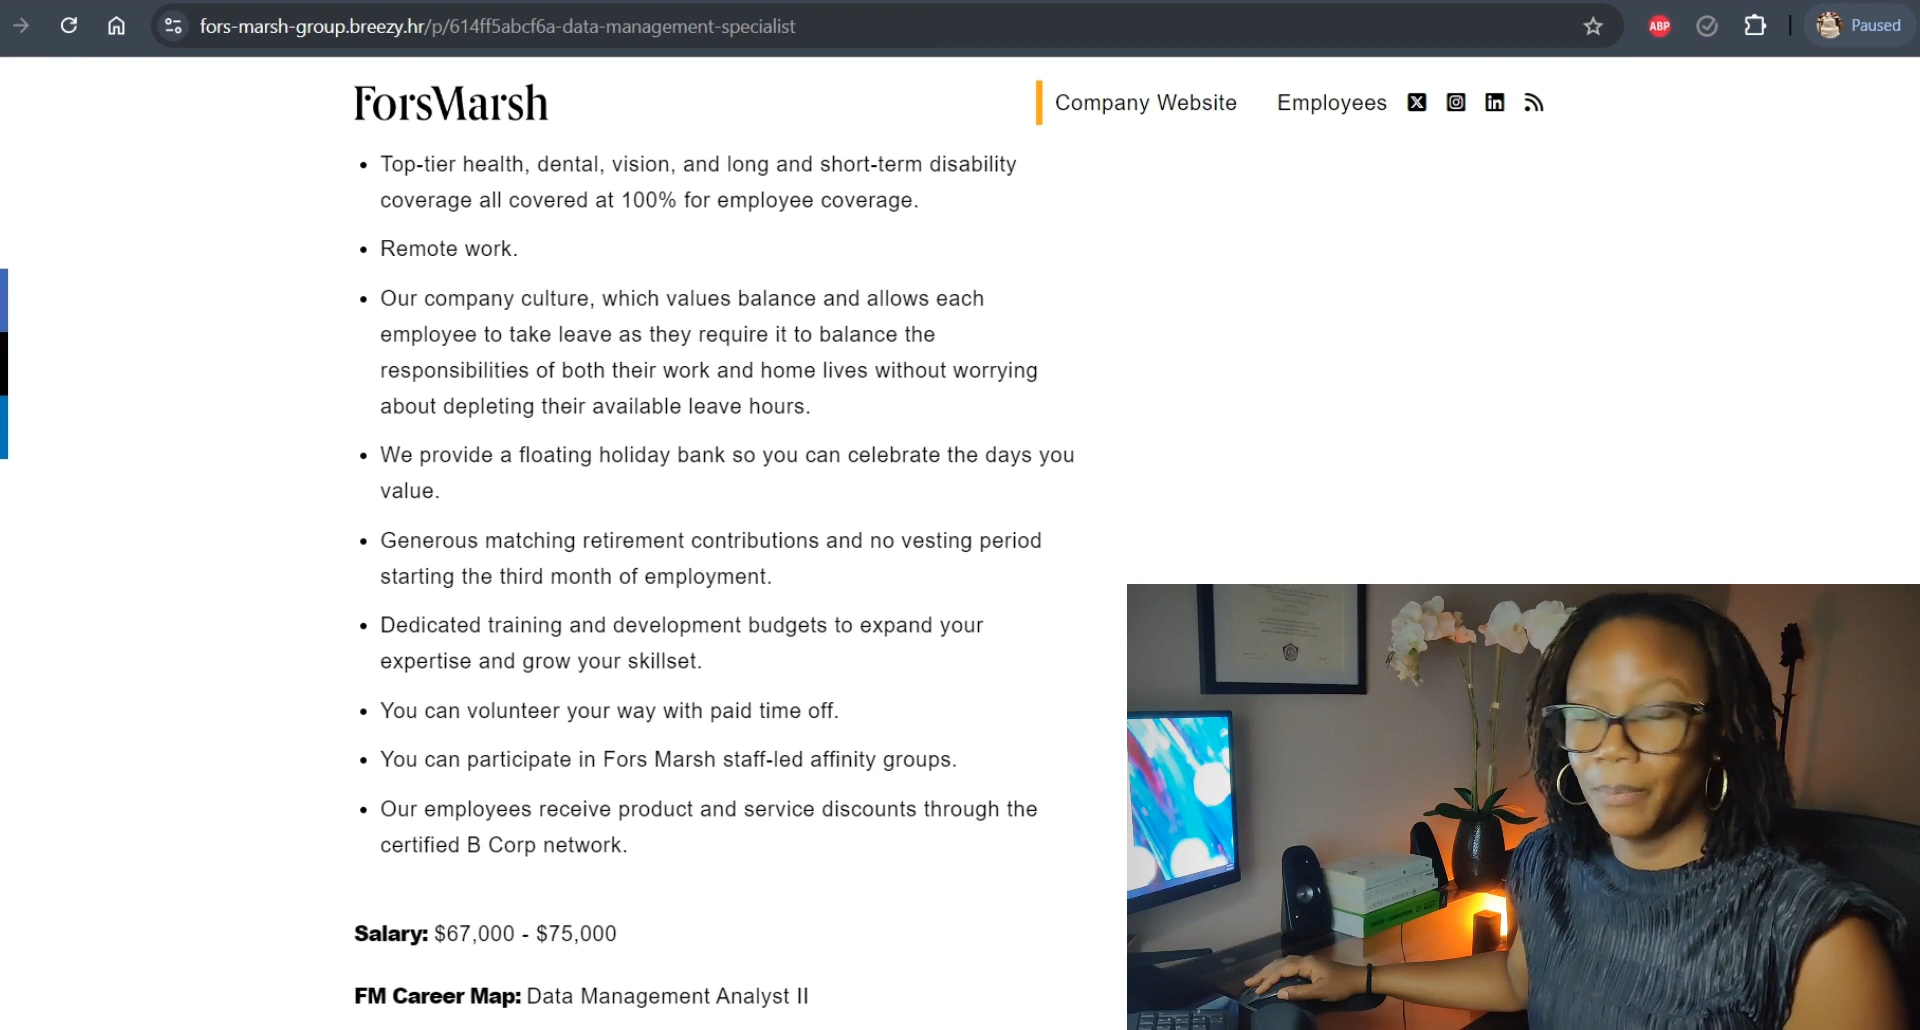 fors-marsh-group.breezy.hr/p/614ff5abcf6a-data-management-specialist
ABP
Paused
ForsMarsh
Company Website
Employees
Top-tier health, dental, vision, and long and short-term disability
coverage all covered at 100% for employee coverage.
Remote work.
Our company culture, which values balance and allows each
employee to take leave as they require it to balance the
responsibilities of both their work and home lives without worrying
about depleting their available leave hours.
We provide a floating holiday bank so you can celebrate the days you
value.
Generous matching retirement contributions and no vesting period
starting the third month of employment.
Dedicated training and development budgets to expand your
expertise and grow your skillset.
You can volunteer your way with paid time off.
You can participate in Fors Marsh staff-led affinity groups.
Our employees receive product and service discounts through the
certified B Corp network.
Salary: $67,000 - $75,000
FM Career Map: Data Management Analyst II